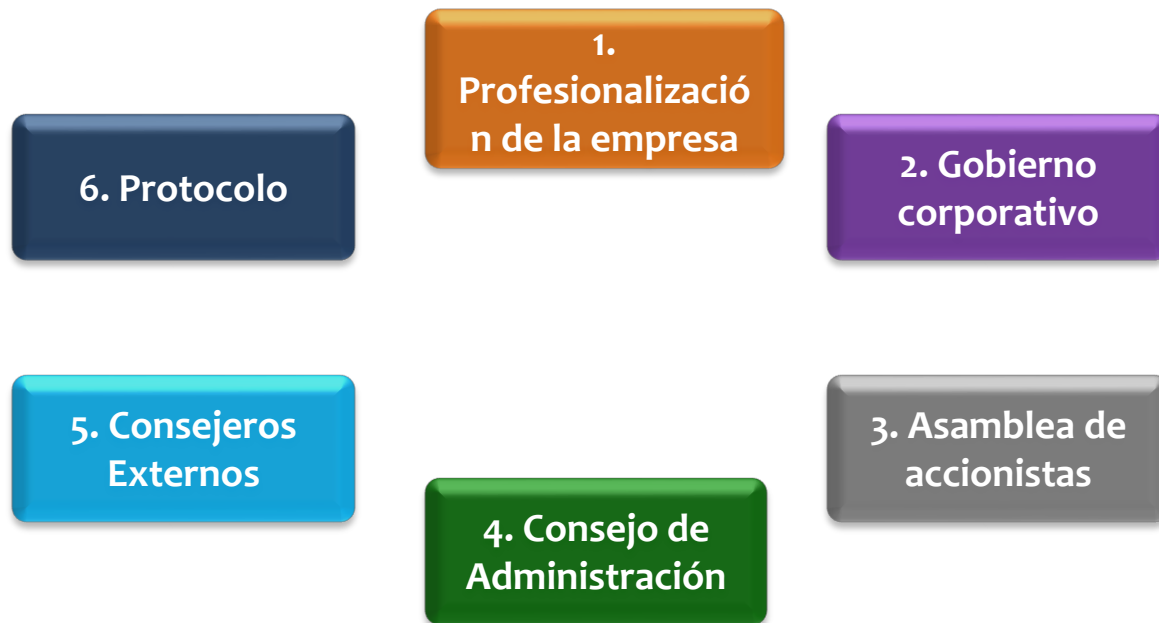 1.
Profesionalizació
n de la empresa
2. Gobierno
corporativo
3. Asamblea de
accionistas
4. Consejo de
Administración
5. Consejeros
Externos
6. Protocolo